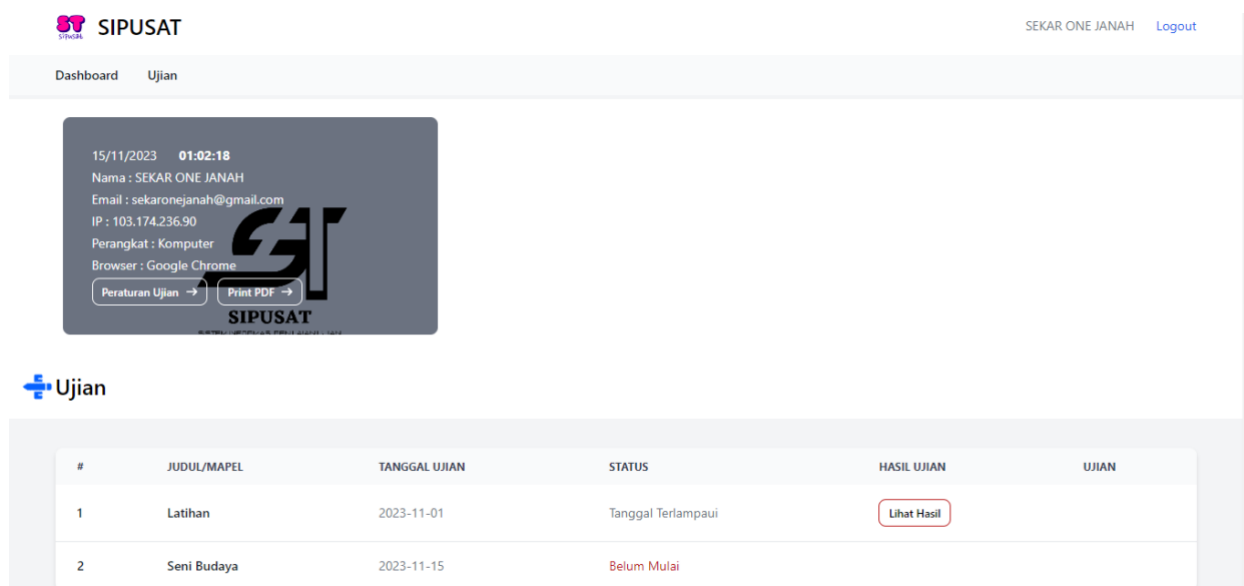 ST SIPUSAT SEKAR ONE JANAH Logout
Dashboard Ujian
15/11/2023 01:02:18
Nama : SEKAR ONE JANAH
Email : sekaronejanah@gmail.com
IP : 103.174.236.90
Perangkat : Komputer
Browser : Google Chrome
Peraturan Ujian → Print PDF →
SIPUSAT
Ujian
# JUDUL/MAPEL TANGGAL UJIAN STATUS HASIL UJIAN UJIAN
1 Latihan 2023-11-01 Tanggal Terlampaui Lihat Hasil
2 Seni Budaya 2023-11-15 Belum Mulai